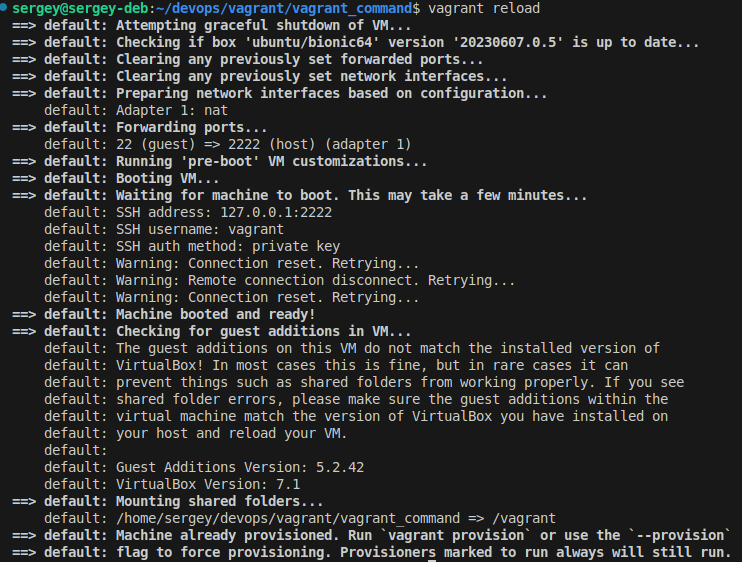 sergey@sergey-deb:~/devops/vagrant/vagrant_command$ vagrant reload
==> default: Attempting graceful shutdown of VM...
==> default: Checking if box 'ubuntu/bionic64' version '20230607.0.5' is up to date...
==> default: Clearing any previously set forwarded ports...
==> default: Clearing any previously set network interfaces...
==> default: Preparing network interfaces based on configuration...
    default: Adapter 1: nat
==> default: Forwarding ports...
    default: 22 (guest) => 2222 (host) (adapter 1)
==> default: Running 'pre-boot' VM customizations...
==> default: Booting VM...
==> default: Waiting for machine to boot. This may take a few minutes...
    default: SSH address: 127.0.0.1:2222
    default: SSH username: vagrant
    default: SSH auth method: private key
    default: Warning: Connection reset. Retrying...
    default: Warning: Remote connection disconnect. Retrying...
    default: Warning: Connection reset. Retrying...
==> default: Machine booted and ready!
==> default: Checking for guest additions in VM...
    default: The guest additions on this VM do not match the installed version of
    default: VirtualBox! In most cases this is fine, but in rare cases it can
    default: prevent things such as shared folders from working properly. If you see
    default: shared folder errors, please make sure the guest additions within the
    default: virtual machine match the version of VirtualBox you have installed on
    default: your host and reload your VM.
    default:
    default: Guest Additions Version: 5.2.42
    default: VirtualBox Version: 7.1
==> default: Mounting shared folders...
    default: /home/sergey/devops/vagrant/vagrant_command => /vagrant
==> default: Machine already provisioned. Run `vagrant provision` or use the `--provision`
==> default: flag to force provisioning. Provisioners marked to run always will still run.